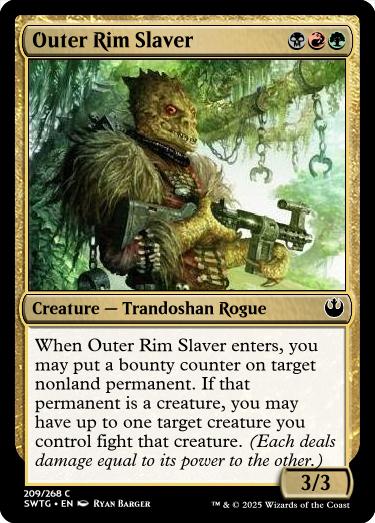 Outer Rim Slaver
Creature — Trandoshan Rogue
When Outer Rim Slaver enters, you
may put a bounty counter on target
nonland permanent. If that
permanent is a creature, you may
have up to one target creature you
control fight that creature. (Each deals
damage equal to its power to the other.)
3/3
209/268 C
SWTG • EN Ryan Barger
™ & © 2025 Wizards of the Coast